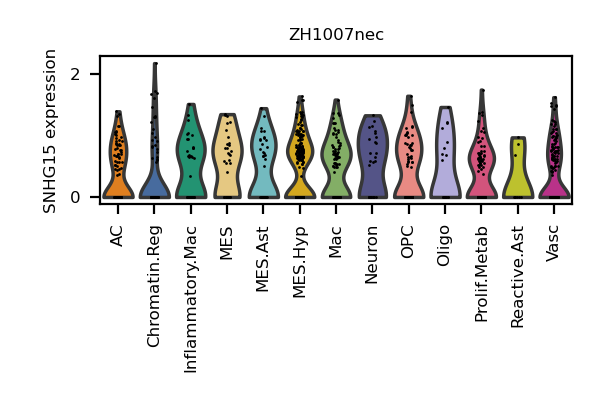 ZH1007nec
SNHG15 expression
2
0
AC
Chromatin.Reg
Inflammatory.Mac
MES
MES.Ast
MES.Hyp
Mac
Neuron
OPC
Oligo
Prolif.Metab
Reactive.Ast
Vasc